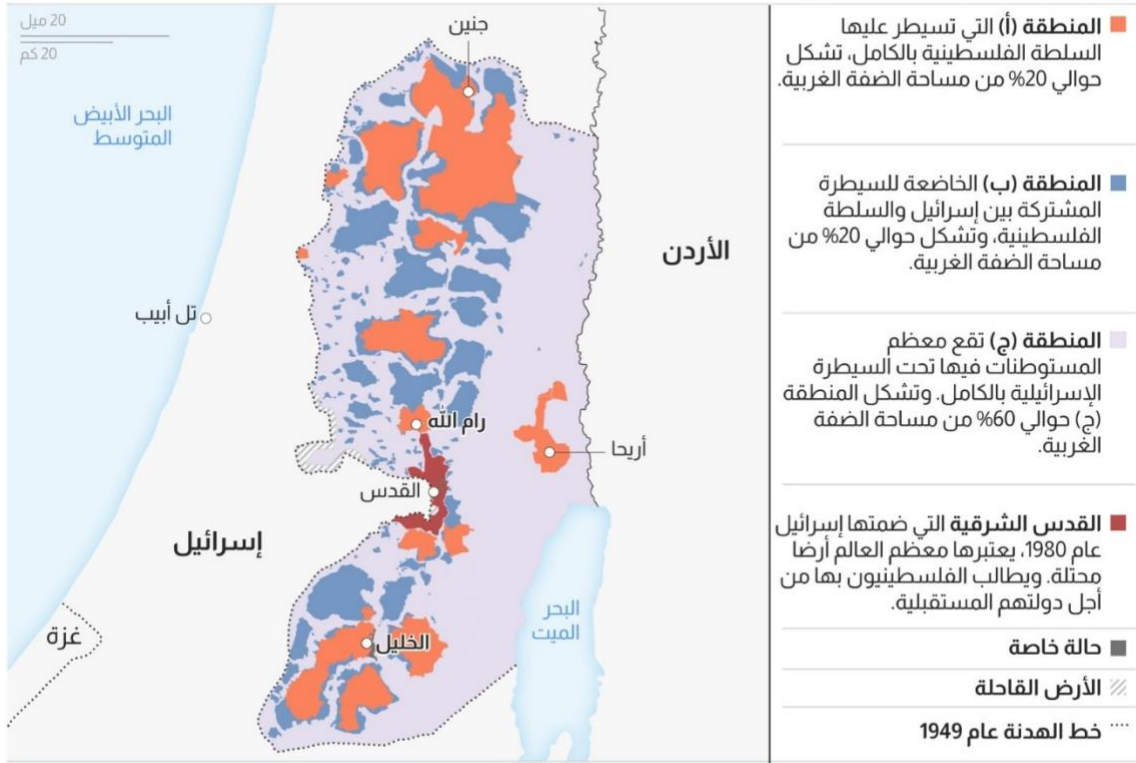 20 ميل
20 كم
جنين
البحر الأبيض
المتوسط
الأردن
تل أبيب
رام الله
أريحا
القدس
إسرائيل
البحر
الميت
غزة
الخليل
المنطقة (أ) التي تسيطر عليها
السلطة الفلسطينية بالكامل، تشكل
حوالي 20% من مساحة الضفة الغربية.
المنطقة (ب) الخاضعة للسيطرة
المشتركة بين إسرائيل والسلطة
الفلسطينية، وتشكل حوالي 20% من
مساحة الضفة الغربية.
المنطقة (ج) تقع معظم
المستوطنات فيها تحت السيطرة
الإسرائيلية بالكامل. وتشكل المنطقة
(ج) حوالي 60% من مساحة الضفة
الغربية.
القدس الشرقية التي ضمتها إسرائيل
عام 1980، يعتبرها معظم العالم أرضا
محتلة. ويطالب الفلسطينيون بها من
أجل دولتهم المستقبلية.
حالة خاصة
الأرض القاحلة
خط الهدنة عام 1949